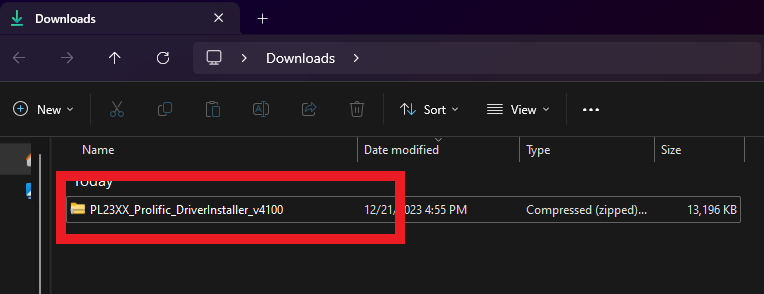 Downloads
Downloads
New
Sort
View
Name Date modified Type Size
Today
PL23XX_Prolific_DriverInstaller_v4100 12/21/2023 4:55 PM Compressed (zipped)... 13,196 KB